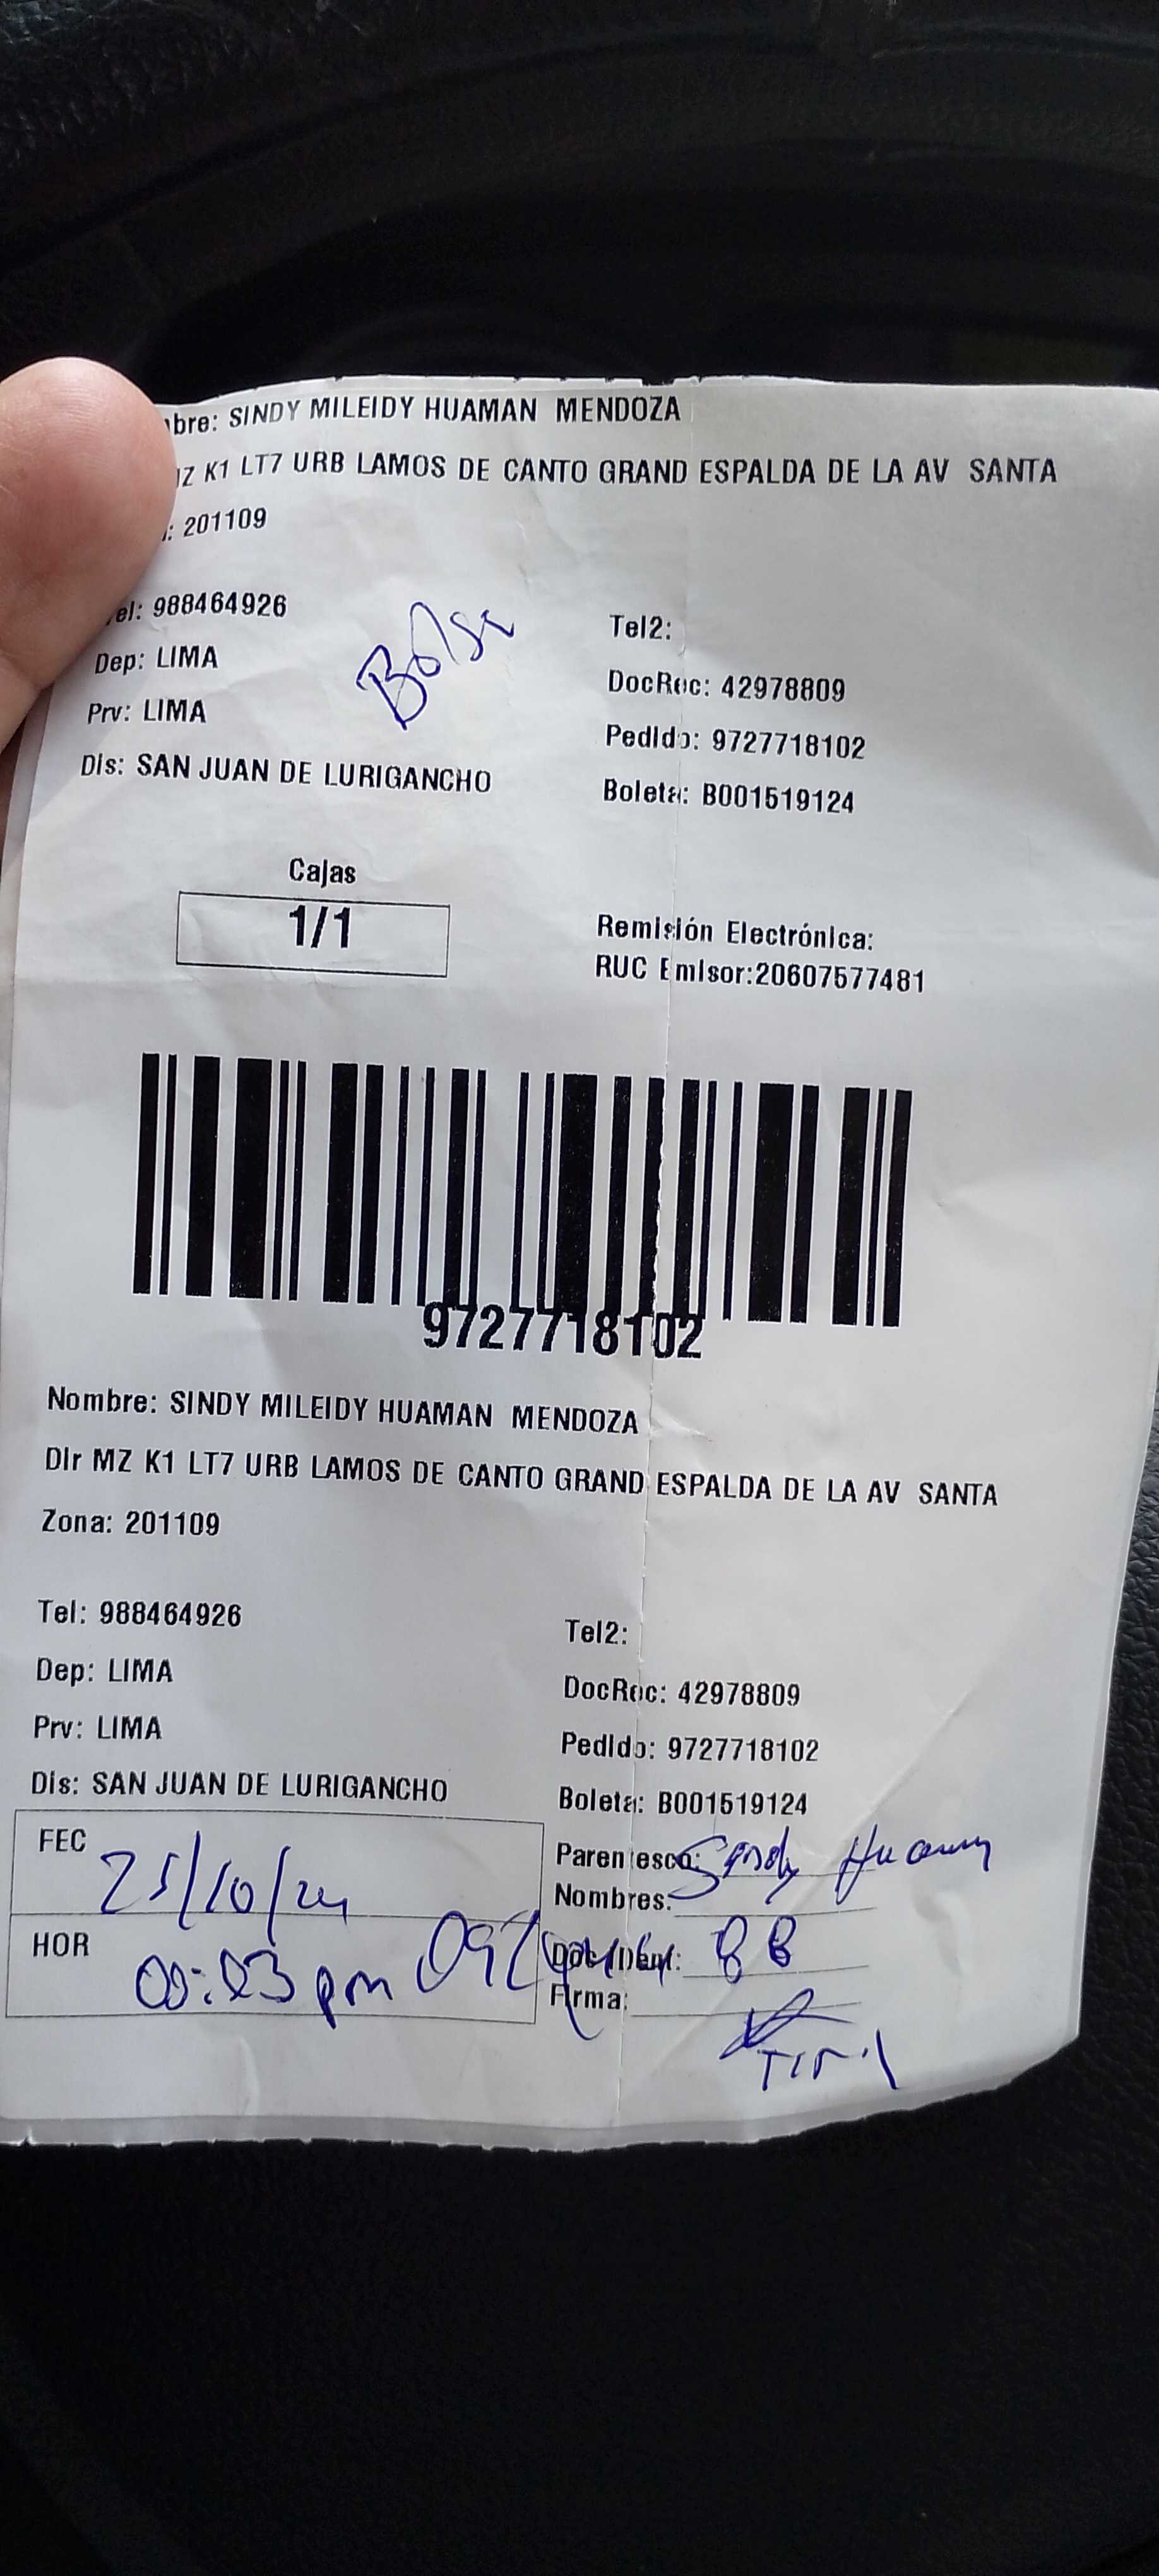 bre: SINDY MILEIDY HUAMAN MENDOZA
MZ K1 LT7 URB LAMOS DE CANTO GRAND ESPALDA DE LA AV SANTA
: 201109
el: 988464926
Tel2:
Dep: LIMA
DocRec: 42978809
Prv: LIMA
Pedido: 9727718102
Dis: SAN JUAN DE LURIGANCHO
Boleta: B001519124
Bolsa
Cajas
1/1
Remisión Electrónica:
RUC Emisor:20607577481
9727718102
Nombre: SINDY MILEIDY HUAMAN MENDOZA
Dir MZ K1 LT7 URB LAMOS DE CANTO GRAND ESPALDA DE LA AV SANTA
Zona: 201109
Tel: 988464926
Tel2:
Dep: LIMA
DocRec: 42978809
Prv: LIMA
Pedido: 9727718102
Dis: SAN JUAN DE LURIGANCHO
Boleta: B001519124
FEC 25/10/24
Parentesco: Sindy Huaman
Nombres:
HOR
Doc Ident:
Firma: